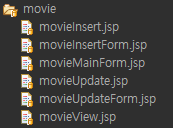 movie
movieInsert.jsp
movieInsertForm.jsp
movieMainForm.jsp
movieUpdate.jsp
movieUpdateForm.jsp
movieView.jsp